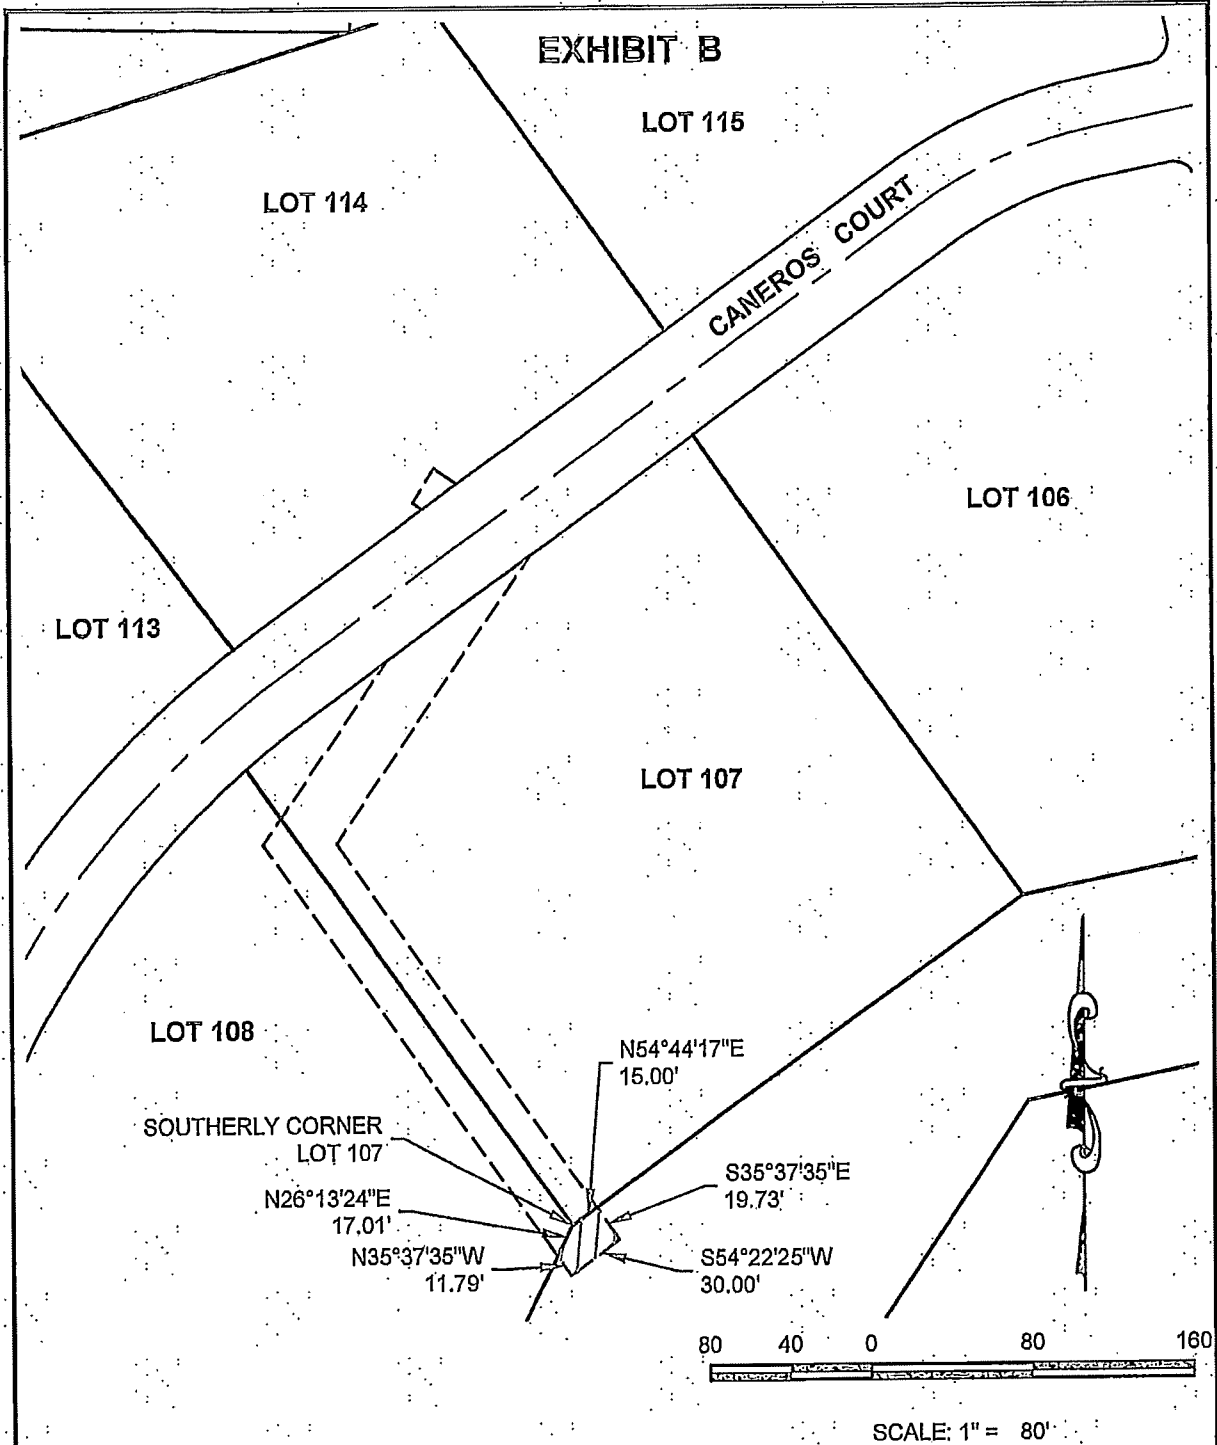 EXHIBIT B
LOT 115
LOT 114
CANEROS COURT
LOT 106
LOT 113
LOT 107
LOT 108
N54°44'17"E
15.00'
SOUTHERLY CORNER
LOT 107
S35°37'35"E
19.73'
N26°13'24"E
17.01'
N35°37'35"W
11.79'
S54°22'25"W
30.00'
80 40 0 80 160
SCALE: 1" = 80'